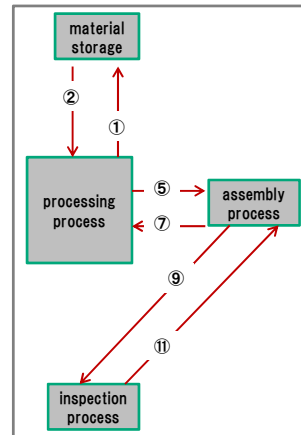 material
storage
②
①
processing
process
⑤
⑦
assembly
process
⑨
⑪
inspection
process